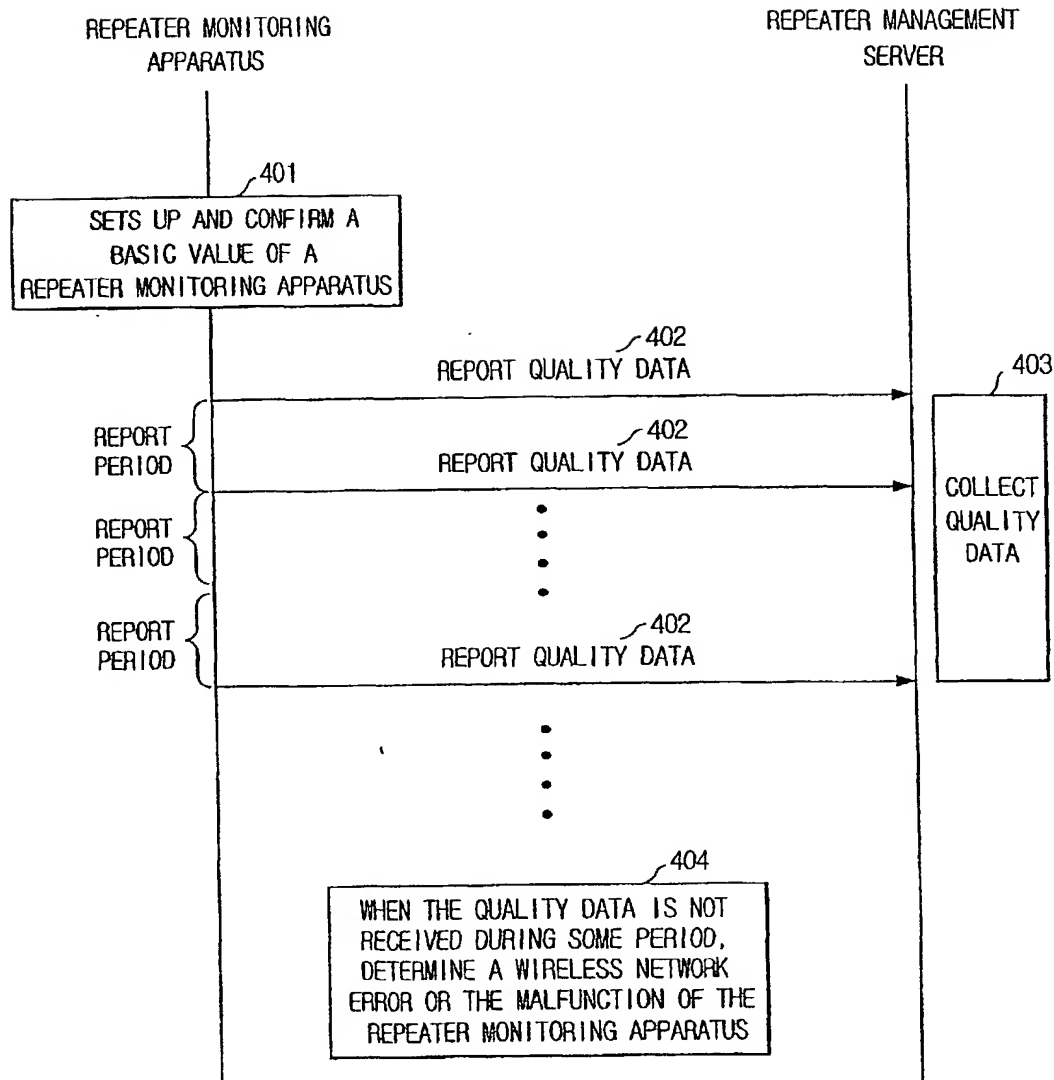 REPEATER MONITORING
APPARATUS
REPEATER MANAGEMENT
SERVER
401
SETS UP AND CONFIRM A
BASIC VALUE OF A
REPEATER MONITORING APPARATUS
402
REPORT QUALITY DATA
403
REPORT
PERIOD
402
REPORT QUALITY DATA
COLLECT
QUALITY
DATA
REPORT
PERIOD
REPORT
PERIOD
402
REPORT QUALITY DATA
404
WHEN THE QUALITY DATA IS NOT
RECEIVED DURING SOME PERIOD,
DETERMINE A WIRELESS NETWORK
ERROR OR THE MALFUNCTION OF THE
REPEATER MONITORING APPARATUS